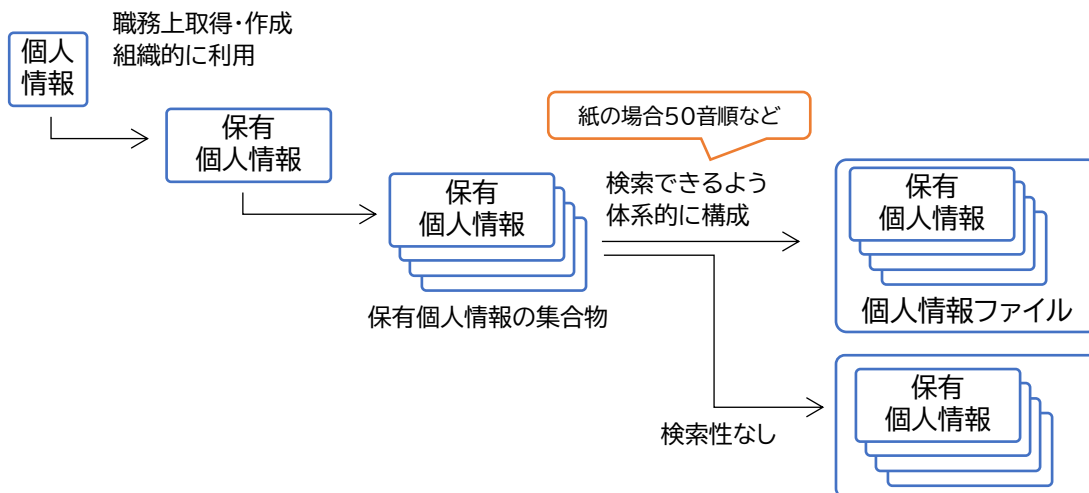 個人
情報
職務上取得・作成
組織的に利用
保有
個人情報
保有
個人情報
保有個人情報の集合物
紙の場合50音順など
検索できるよう
体系的に構成
保有
個人情報
個人情報ファイル
検索性なし
保有
個人情報